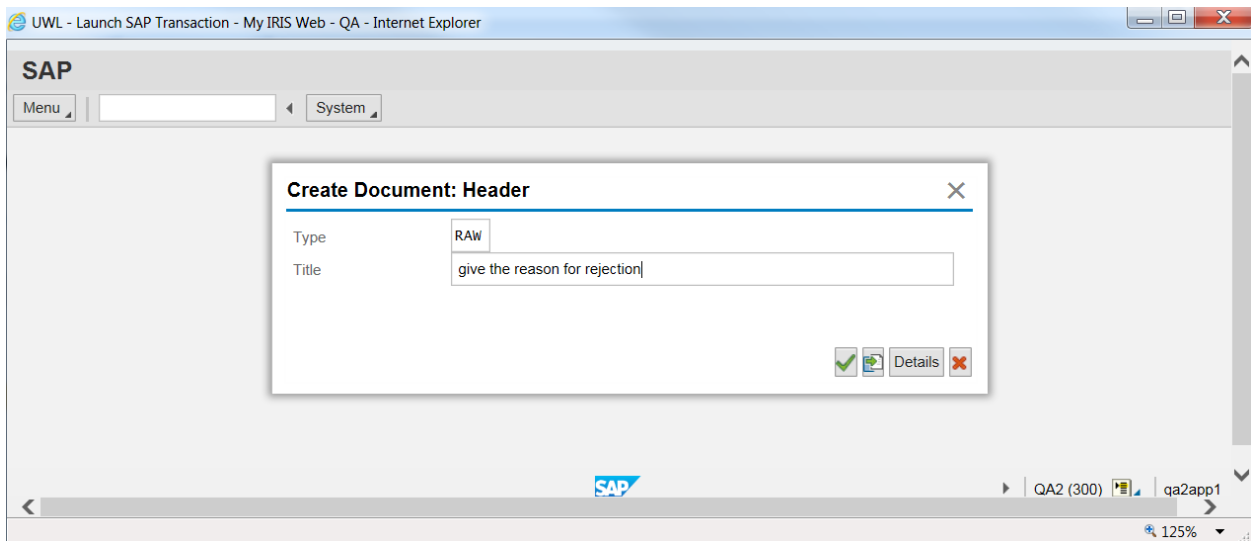 UWL - Launch SAP Transaction - My IRIS Web - QA - Internet Explorer
SAP
Menu System
Create Document: Header
Type RAW
Title give the reason for rejection
Details
SAP QA2 (300) qa2app1
125%